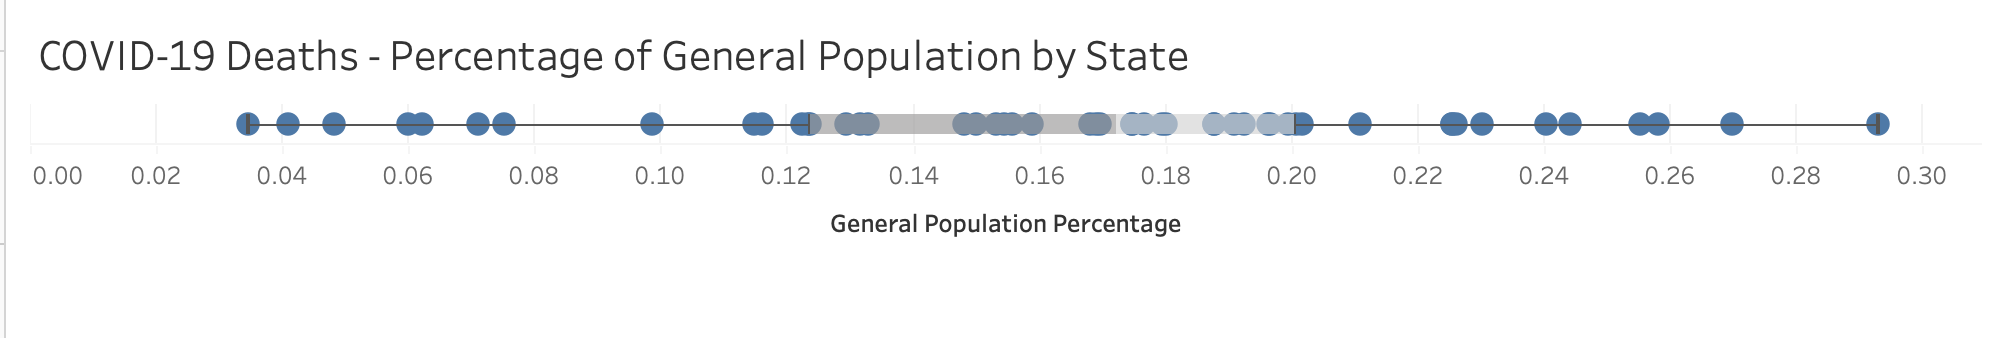 COVID-19 Deaths - Percentage of General Population by State
0.00 0.02 0.04 0.06 0.08 0.10 0.12 0.14 0.16 0.18 0.20 0.22 0.24 0.26 0.28 0.30
General Population Percentage